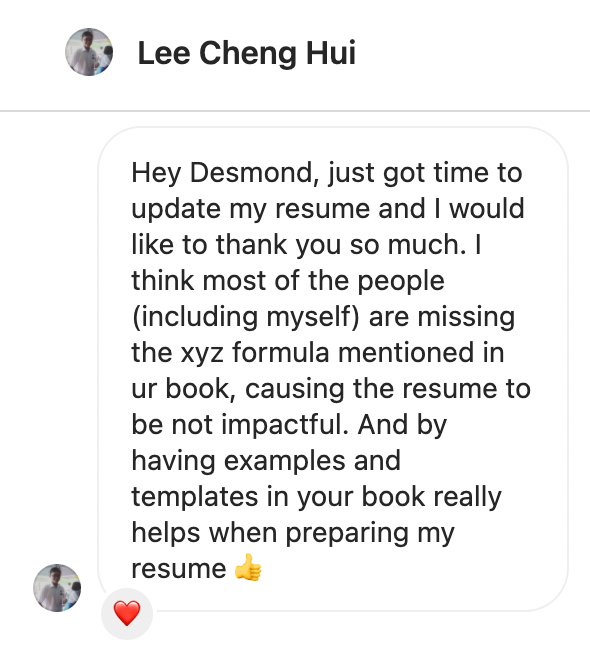 Lee Cheng Hui
Hey Desmond, just got time to
update my resume and I would
like to thank you so much. I
think most of the people
(including myself) are missing
the xyz formula mentioned in
ur book, causing the resume to
be not impactful. And by
having examples and
templates in your book really
helps when preparing my
resume 👍